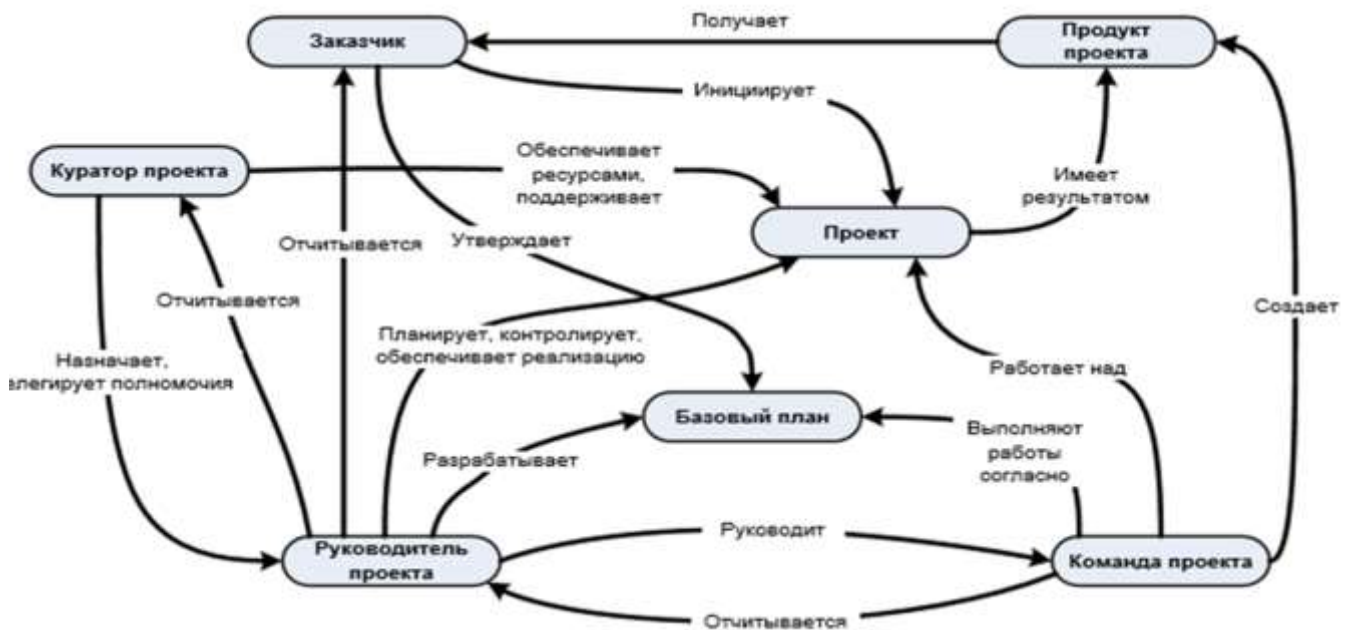 Получает
Заказчик
Продукт
проекта
Инициирует
Куратор проекта
Обеспечивает
ресурсами,
поддерживает
Имеет
результатом
Проект
Отчитывается
Утверждает
Отчитывается
Создает
Планирует, контролирует,
обеспечивает реализацию
Назначает,
елегирует полномочия
Работает над
Базовый план
Выполняют
работы
согласно
Разрабатывает
Руководит
Руководитель
проекта
Команда проекта
Отчитывается